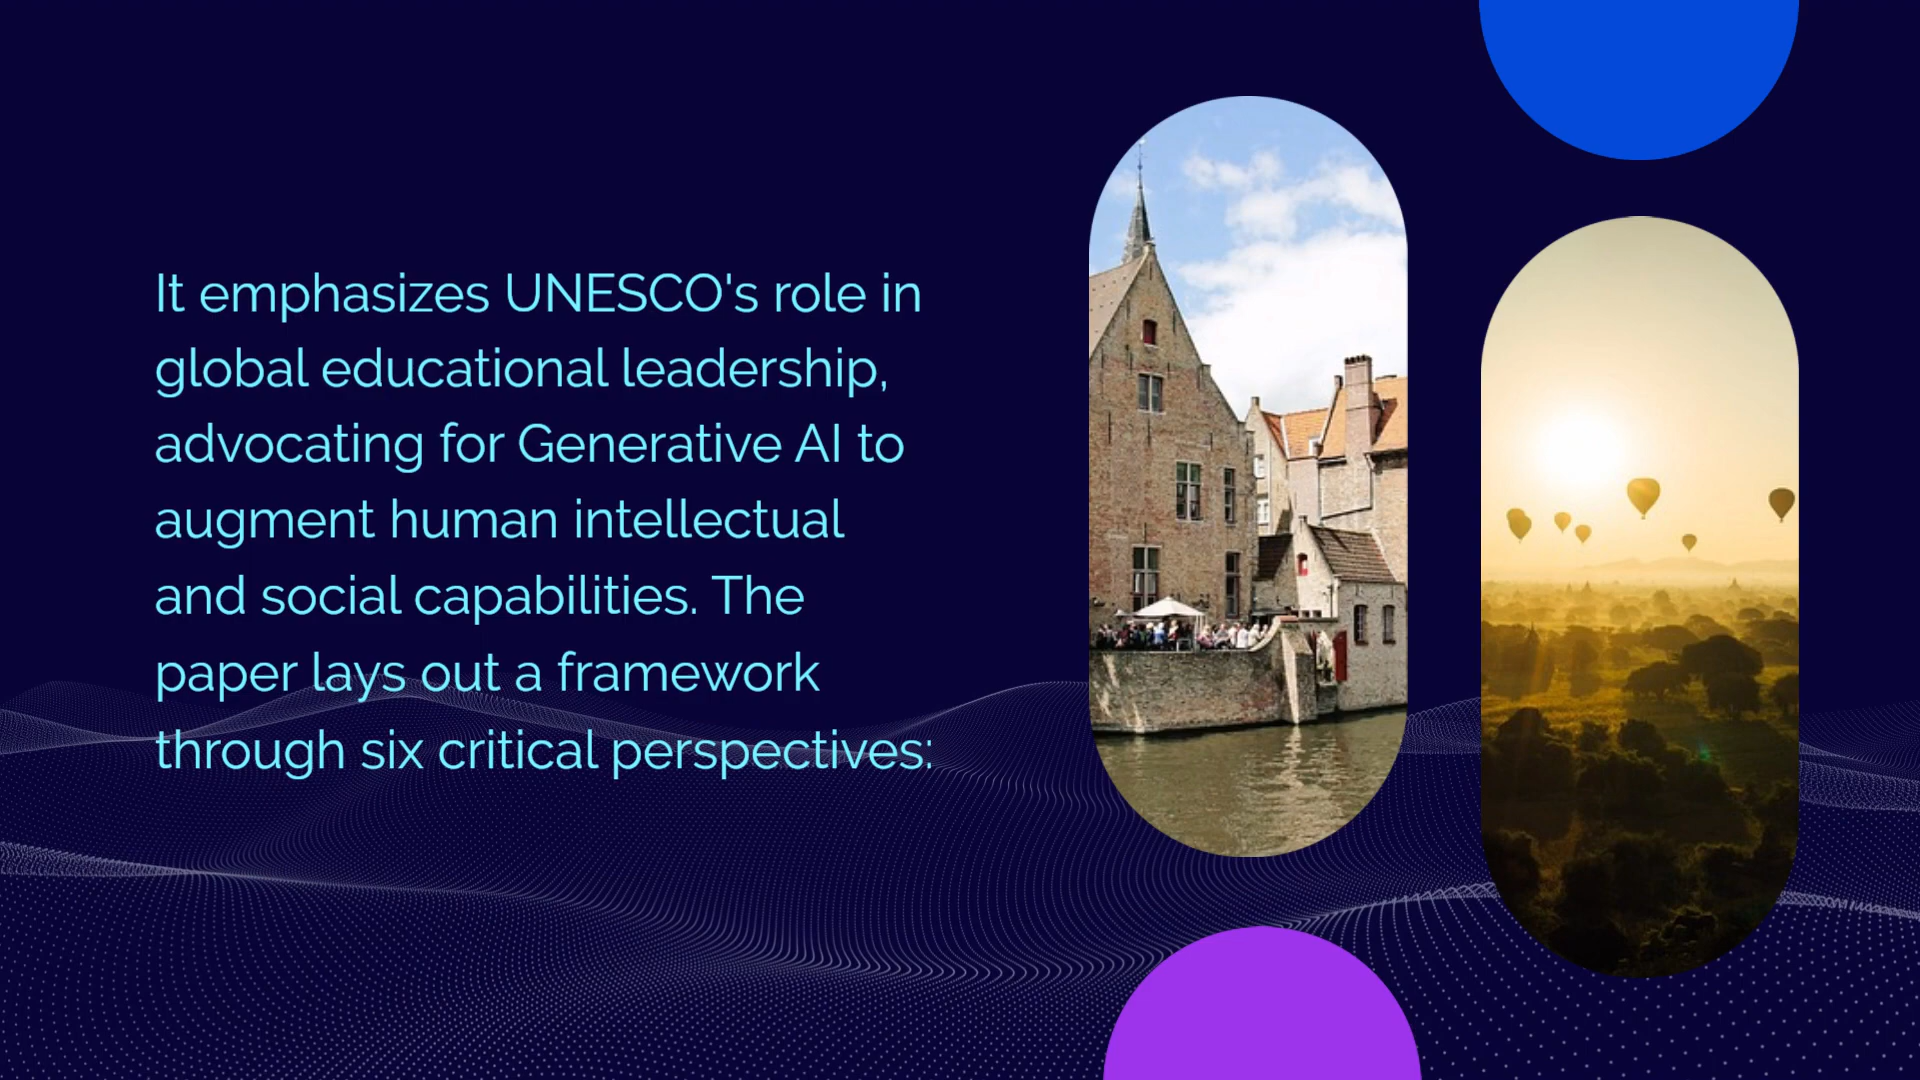 It emphasizes UNESCO's role in
global educational leadership,
advocating for Generative AI to
augment human intellectual
and social capabilities. The
paper lays out a framework
through six critical perspectives: